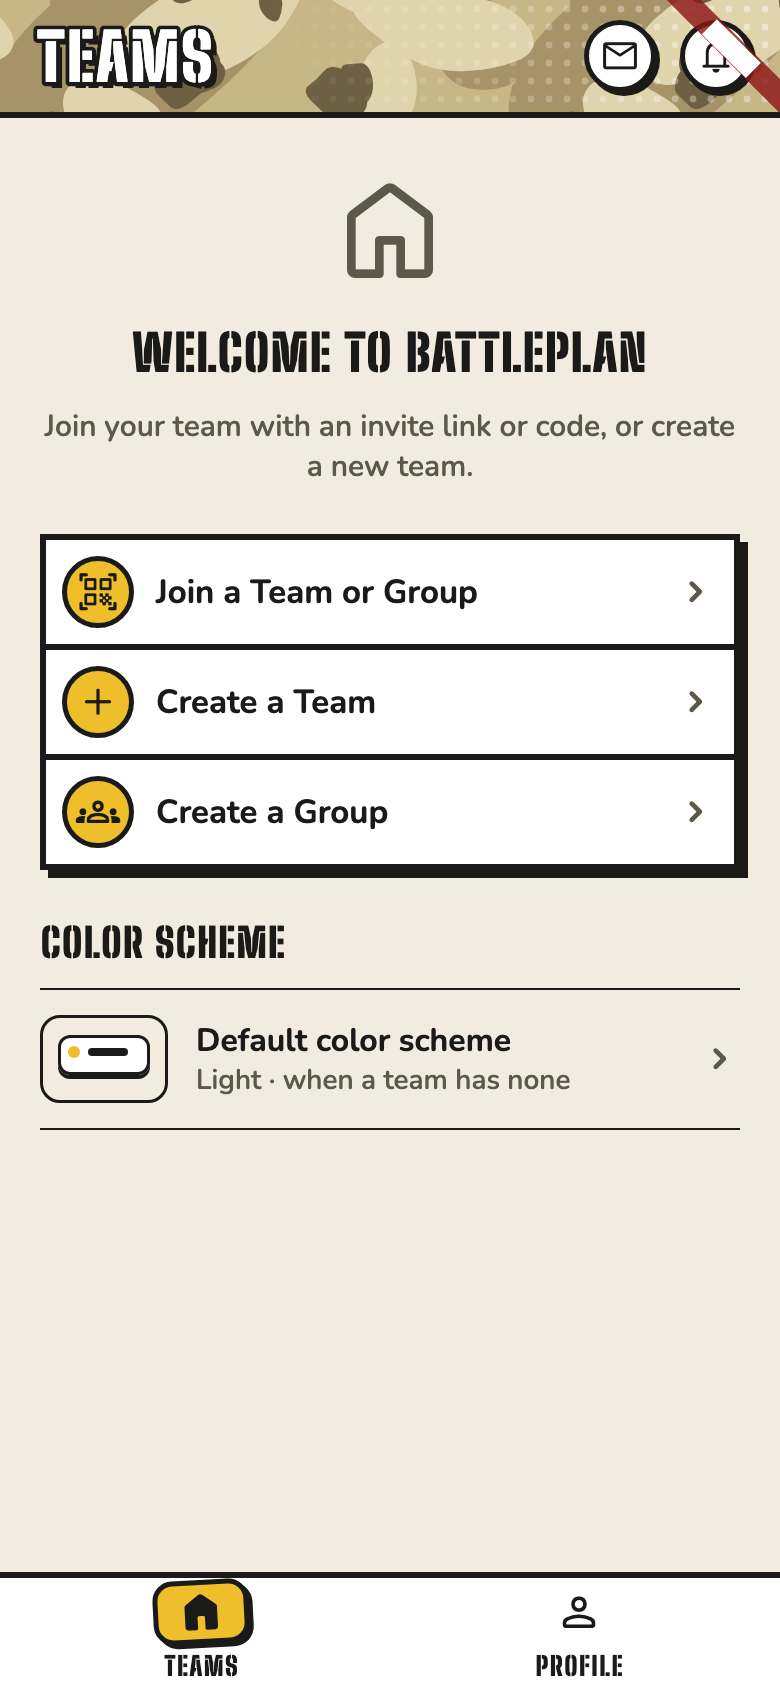 TEAMS
WELCOME TO BATTLEPLAN
Join your team with an invite link or code, or create
a new team.
Join a Team or Group
Create a Team
Create a Group
COLOR SCHEME
Default color scheme
Light · when a team has none
TEAMS
PROFILE